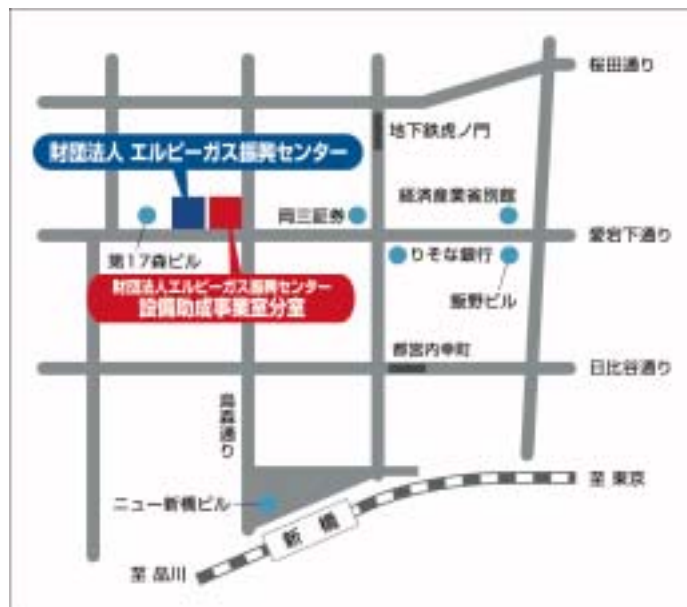 桜田通り
地下鉄虎ノ門
財団法人 エルピーガス振興センター
経済産業省別館
岡三証券
愛宕下通り
第17森ビル
りそな銀行
財団法人エルピーガス振興センター
設備助成事業室分室
飯野ビル
都営内幸町
日比谷通り
烏森通り
至 東京
ニュー新橋ビル
新橋
至 品川